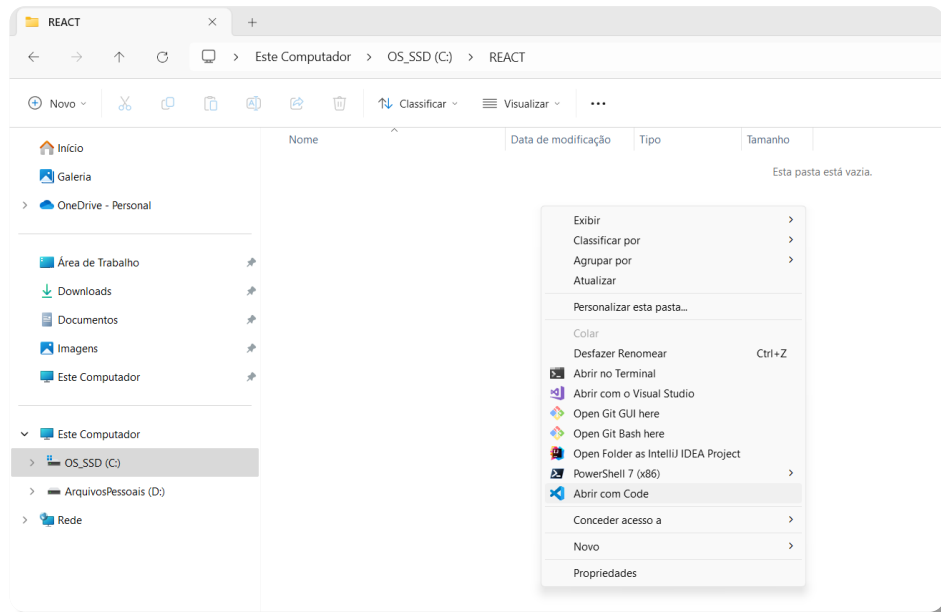 REACT
Este Computador > OS_SSD (C:) > REACT
Novo
Classificar
Visualizar
Início
Galeria
OneDrive - Personal
Área de Trabalho
Downloads
Documentos
Imagens
Este Computador
Este Computador
OS_SSD (C:)
ArquivosPessoais (D:)
Rede
Nome Data de modificação Tipo Tamanho
Esta pasta está vazia.
Exibir
Classificar por
Agrupar por
Atualizar
Personalizar esta pasta...
Colar
Desfazer Renomear Ctrl+Z
Abrir no Terminal
Abrir com o Visual Studio
Open Git GUI here
Open Git Bash here
Open Folder as IntelliJ IDEA Project
PowerShell 7 (x86)
Abrir com Code
Conceder acesso a
Novo
Propriedades